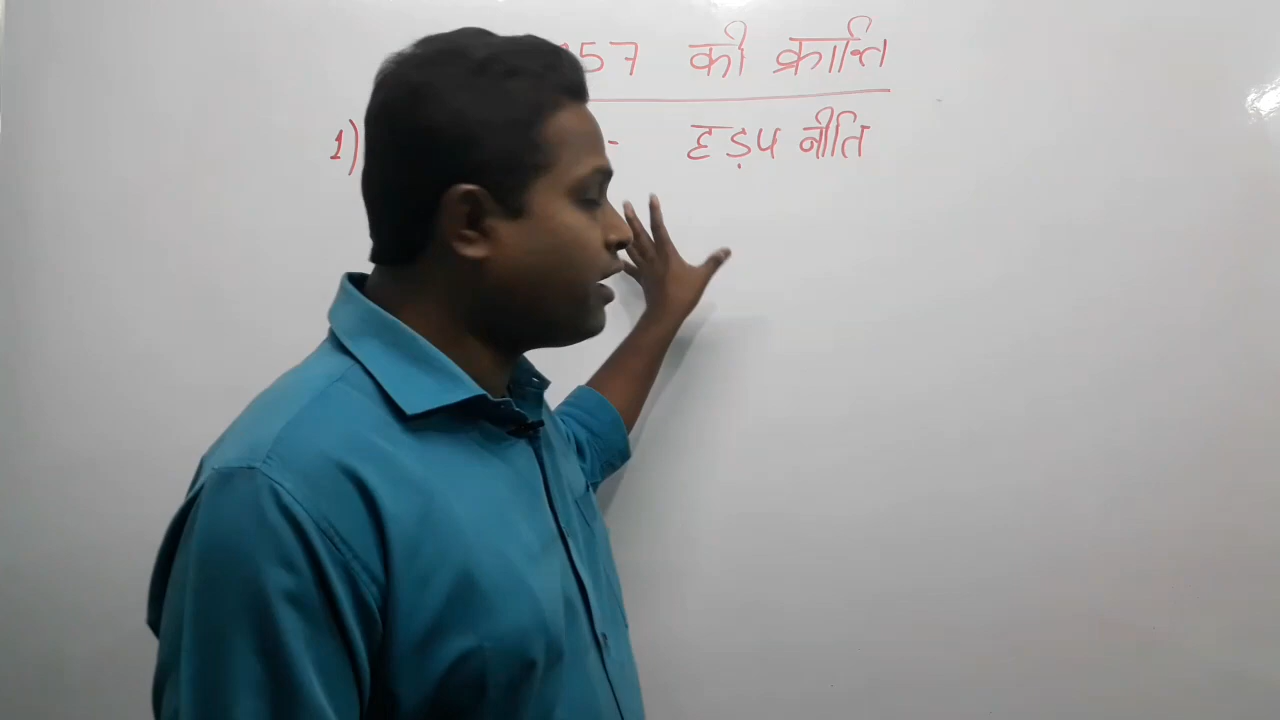 57 की क्रान्ति
1) - हड़प नीति